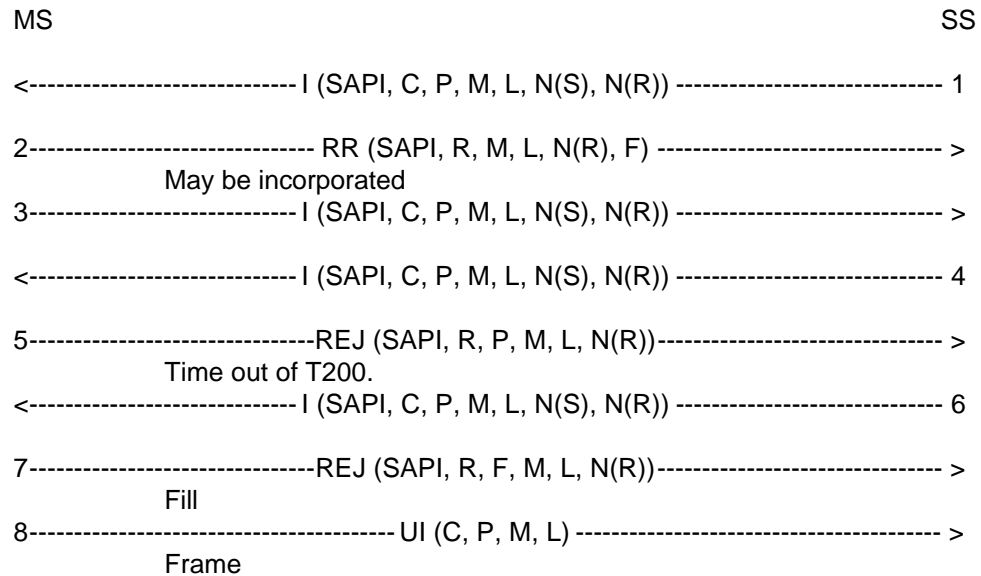 MS SS
<------------------------------ I (SAPI, C, P, M, L, N(S), N(R)) ------------------------------ 1
2-------------------------------- RR (SAPI, R, M, L, N(R), F) -------------------------------- >
May be incorporated
3------------------------------ I (SAPI, C, P, M, L, N(S), N(R)) ------------------------------ >
<------------------------------ I (SAPI, C, P, M, L, N(S), N(R)) ------------------------------ 4
5--------------------------------REJ (SAPI, R, P, M, L, N(R))-------------------------------- >
Time out of T200.
<------------------------------ I (SAPI, C, P, M, L, N(S), N(R)) ------------------------------ 6
7--------------------------------REJ (SAPI, R, F, M, L, N(R))-------------------------------- >
Fill
8----------------------------------------- UI (C, P, M, L) ----------------------------------------- >
Frame